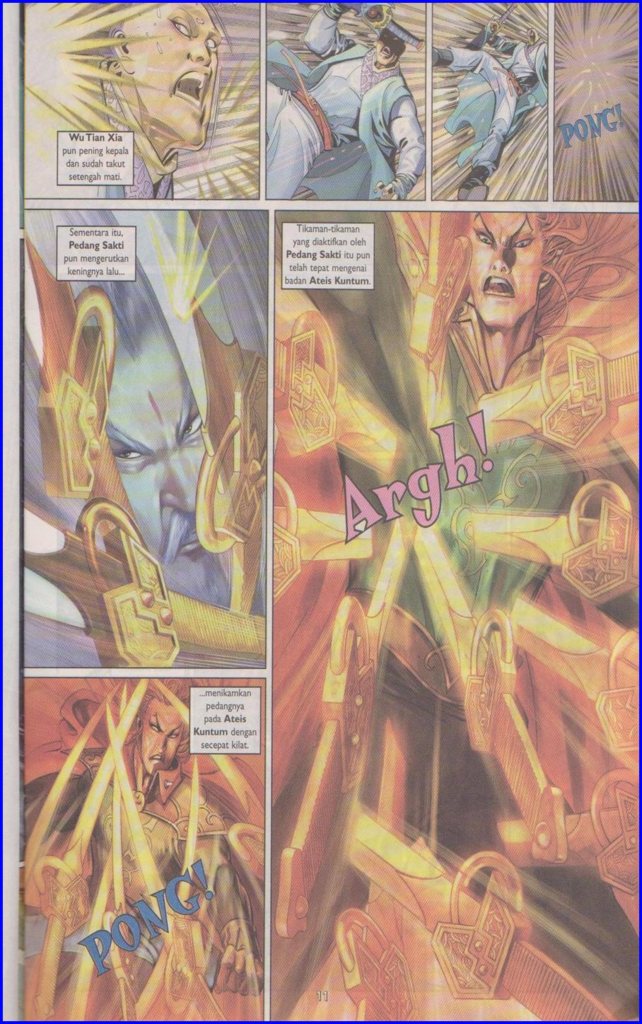 Wu Tian Xia
pun pening kepala
dan sudah takut
setengah mati.
PONG!
Sementara itu,
Pedang Sakti
pun mengerutkan
keningnya lalu...
Tikaman-tikaman
yang diaktifkan oleh
Pedang Sakti itu pun
telah tepat mengenai
badan Ateis Kuntum.
Argh!
...menikamkan
pedangnya
pada Ateis
Kuntum dengan
secepat kilat.
PONG!
11